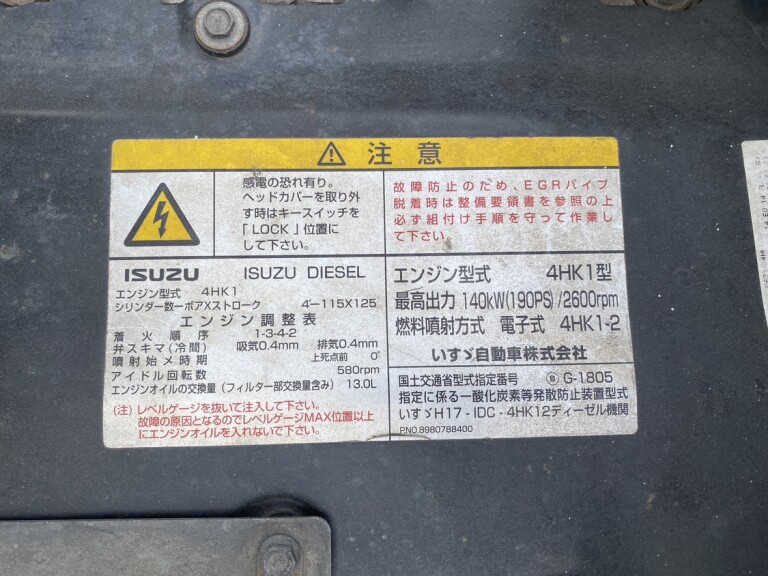 ⚠ 注意
感電の恐れ有り。
ヘッドカバーを取り外
す時はキースイッチを
「LOCK」位置に
して下さい。
故障防止のため、EGRパイプ
脱着時は整備要領書を参照の上
必ず組付け手順を守って作業し
て下さい。
ISUZU ISUZU DIESEL
エンジン型式 4HK1
シリンダー数ーボアXストローク 4ー115X125
エンジン調整表
着火順序 1-3-4-2
弁スキマ(冷間) 吸気0.4mm 排気0.4mm
噴射始メ時期 上死点前 0°
アイドル回転数 580rpm
エンジンオイルの交換量(フィルター部交換量含み) 13.0L
(注)レベルゲージを抜いて注入して下さい。
故障の原因となるのでレベルゲージMAX位置以上
にエンジンオイルを入れないで下さい。
エンジン型式 4HK1型
最高出力 140kW(190PS)/2600rpm
燃料噴射方式 電子式 4HK1-2
いすゞ自動車株式会社
国土交通省型式指定番号 G-1805
指定に係る一酸化炭素等発散防止装置型式
いすゞH17-IDC-4HK12ディーゼル機関
P.NO.8980788400